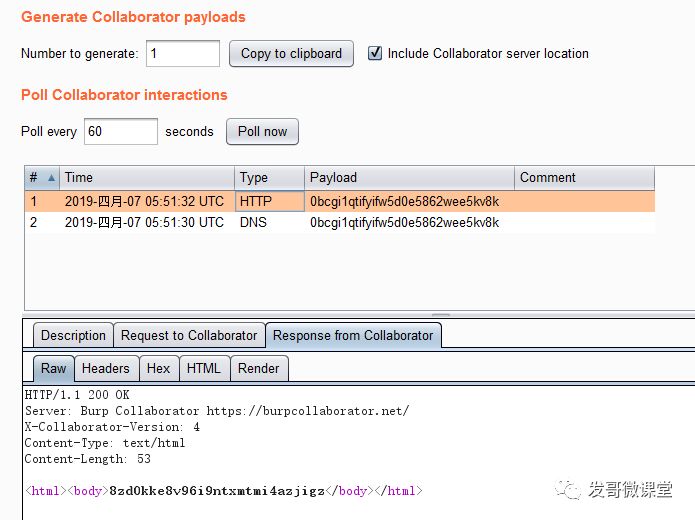 Generate Collaborator payloads
Number to generate: 1 Copy to clipboard Include Collaborator server location
Poll Collaborator interactions
Poll every 60 seconds Poll now
# Time Type Payload Comment
1 2019-四月-07 05:51:32 UTC HTTP 0bcgi1qtifyifw5d0e5862wee5kv8k
2 2019-四月-07 05:51:30 UTC DNS 0bcgi1qtifyifw5d0e5862wee5kv8k
Description Request to Collaborator Response from Collaborator
Raw Headers Hex HTML Render
HTTP/1.1 200 OK
Server: Burp Collaborator https://burpcollaborator.net/
X-Collaborator-Version: 4
Content-Type: text/html
Content-Length: 53
<html><body>8zd0kke8v96i9ntxmtmi4azjigz</body></html>
发哥微课堂